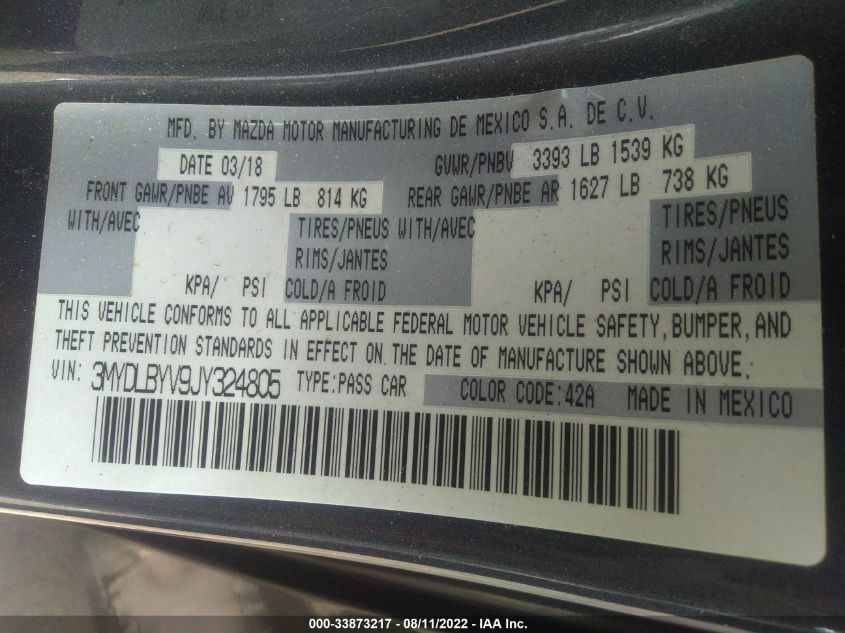 MFD. BY MAZDA MOTOR MANUFACTURING DE MEXICO S.A. DE C.V.
DATE 03/18 GVWR/PNBV 3393 LB 1539 KG
FRONT GAWR/PNBE AV 1795 LB 814 KG REAR GAWR/PNBE AR 1627 LB 738 KG
WITH/AVEC TIRES/PNEUS WITH/AVEC TIRES/PNEUS
RIMS/JANTES RIMS/JANTES
KPA/ PSI COLD/A FROID KPA/ PSI COLD/A FROID
THIS VEHICLE CONFORMS TO ALL APPLICABLE FEDERAL MOTOR VEHICLE SAFETY, BUMPER, AND
THEFT PREVENTION STANDARDS IN EFFECT ON THE DATE OF MANUFACTURE SHOWN ABOVE.
VIN: 3MYDLBYV9JY324805 TYPE: PASS CAR COLOR CODE: 42A MADE IN MEXICO
000-33873217 - 08/11/2022 - IAA Inc.